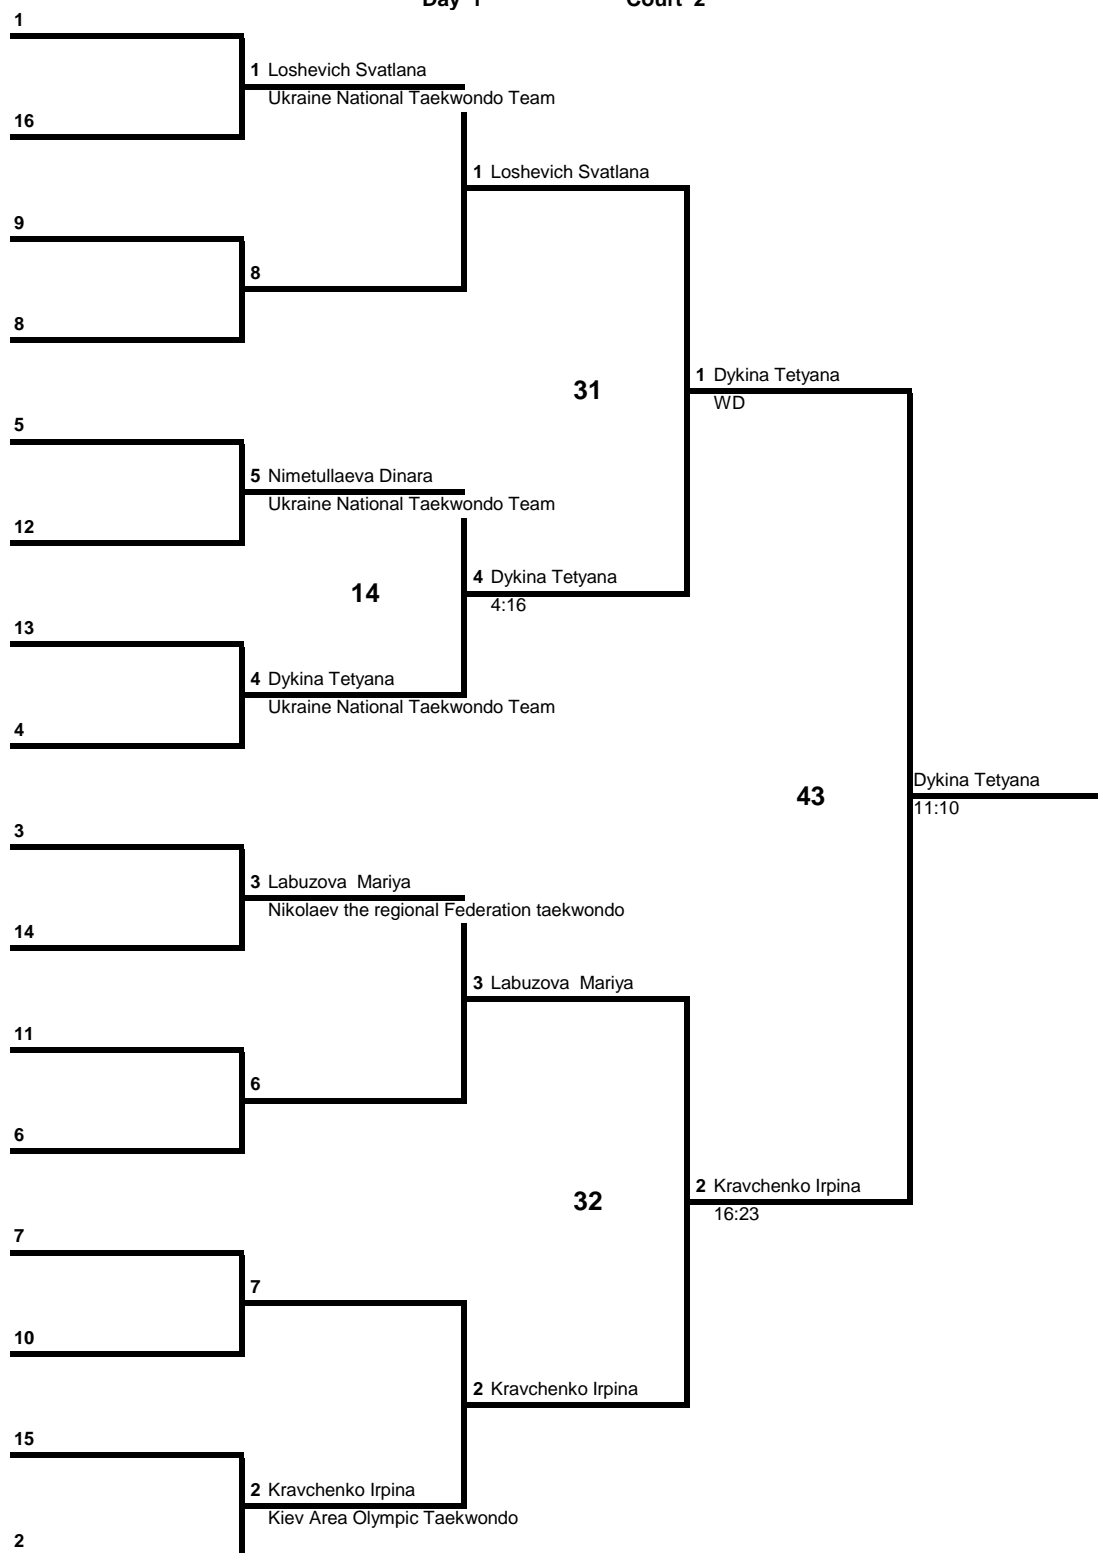 Day 1 Court 2
1
1 Loshevich Svatlana
Ukraine National Taekwondo Team
16
1 Loshevich Svatlana
9
8
8
31
1 Dykina Tetyana
WD
5
5 Nimetullaeva Dinara
Ukraine National Taekwondo Team
12
14
4 Dykina Tetyana
4:16
13
4 Dykina Tetyana
Ukraine National Taekwondo Team
4
43
Dykina Tetyana
11:10
3
3 Labuzova Mariya
Nikolaev the regional Federation taekwondo
14
3 Labuzova Mariya
11
6
6
32
2 Kravchenko Irpina
16:23
7
7
10
2 Kravchenko Irpina
15
2 Kravchenko Irpina
Kiev Area Olympic Taekwondo
2